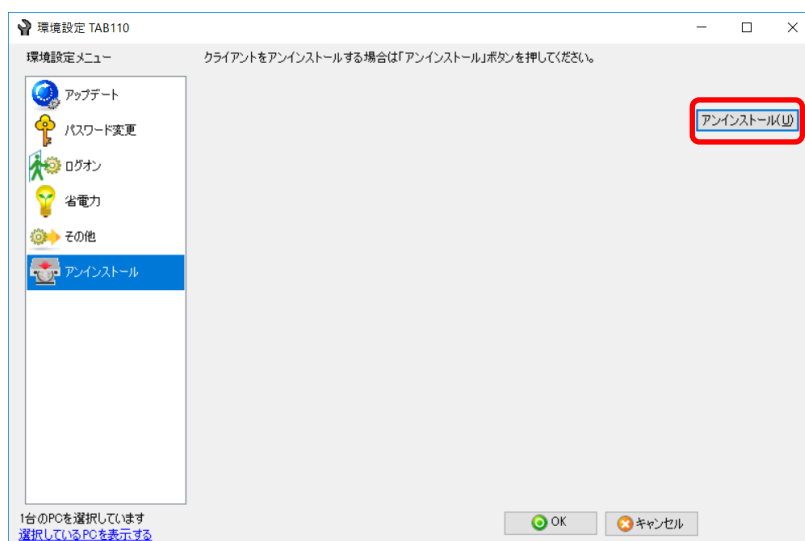 環境設定 TAB110
環境設定メニュー
クライアントをアンインストールする場合は「アンインストール」ボタンを押してください。
アップデート
アンインストール(U)
パスワード変更
ログオン
省電力
その他
アンインストール
1台のPCを選択しています
選択しているPCを表示する
OK
キャンセル